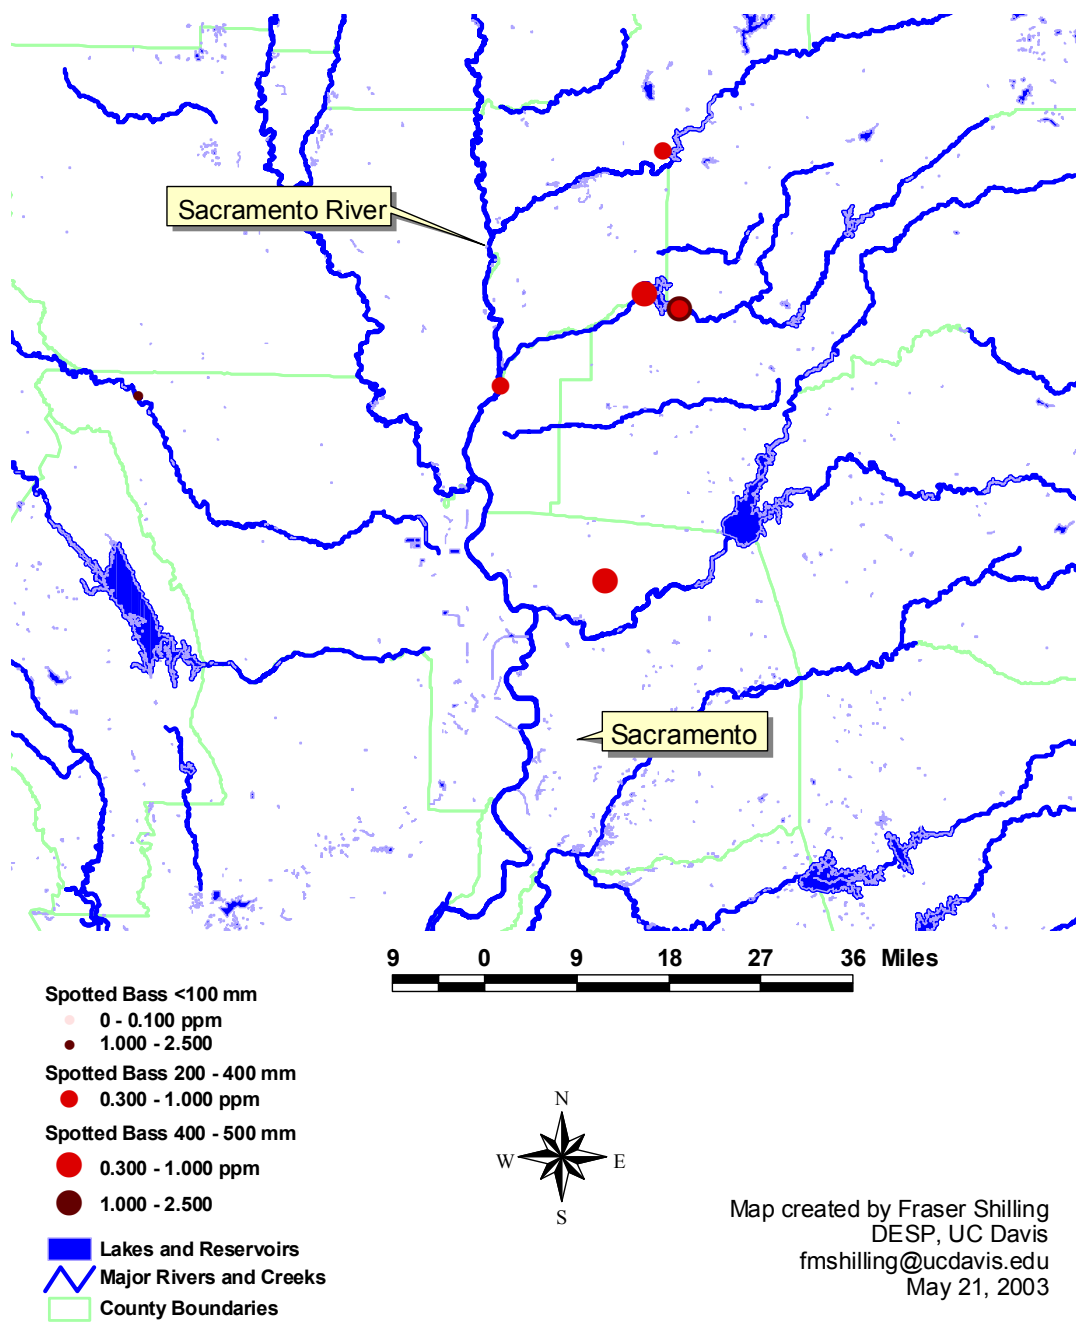 Sacramento River
Sacramento
9 0 9 18 27 36 Miles
Spotted Bass <100 mm
0 - 0.100 ppm
1.000 - 2.500
Spotted Bass 200 - 400 mm
0.300 - 1.000 ppm
Spotted Bass 400 - 500 mm
0.300 - 1.000 ppm
1.000 - 2.500
Lakes and Reservoirs
Major Rivers and Creeks
County Boundaries
N
W E
S
Map created by Fraser Shilling
DESP, UC Davis
fmshilling@ucdavis.edu
May 21, 2003